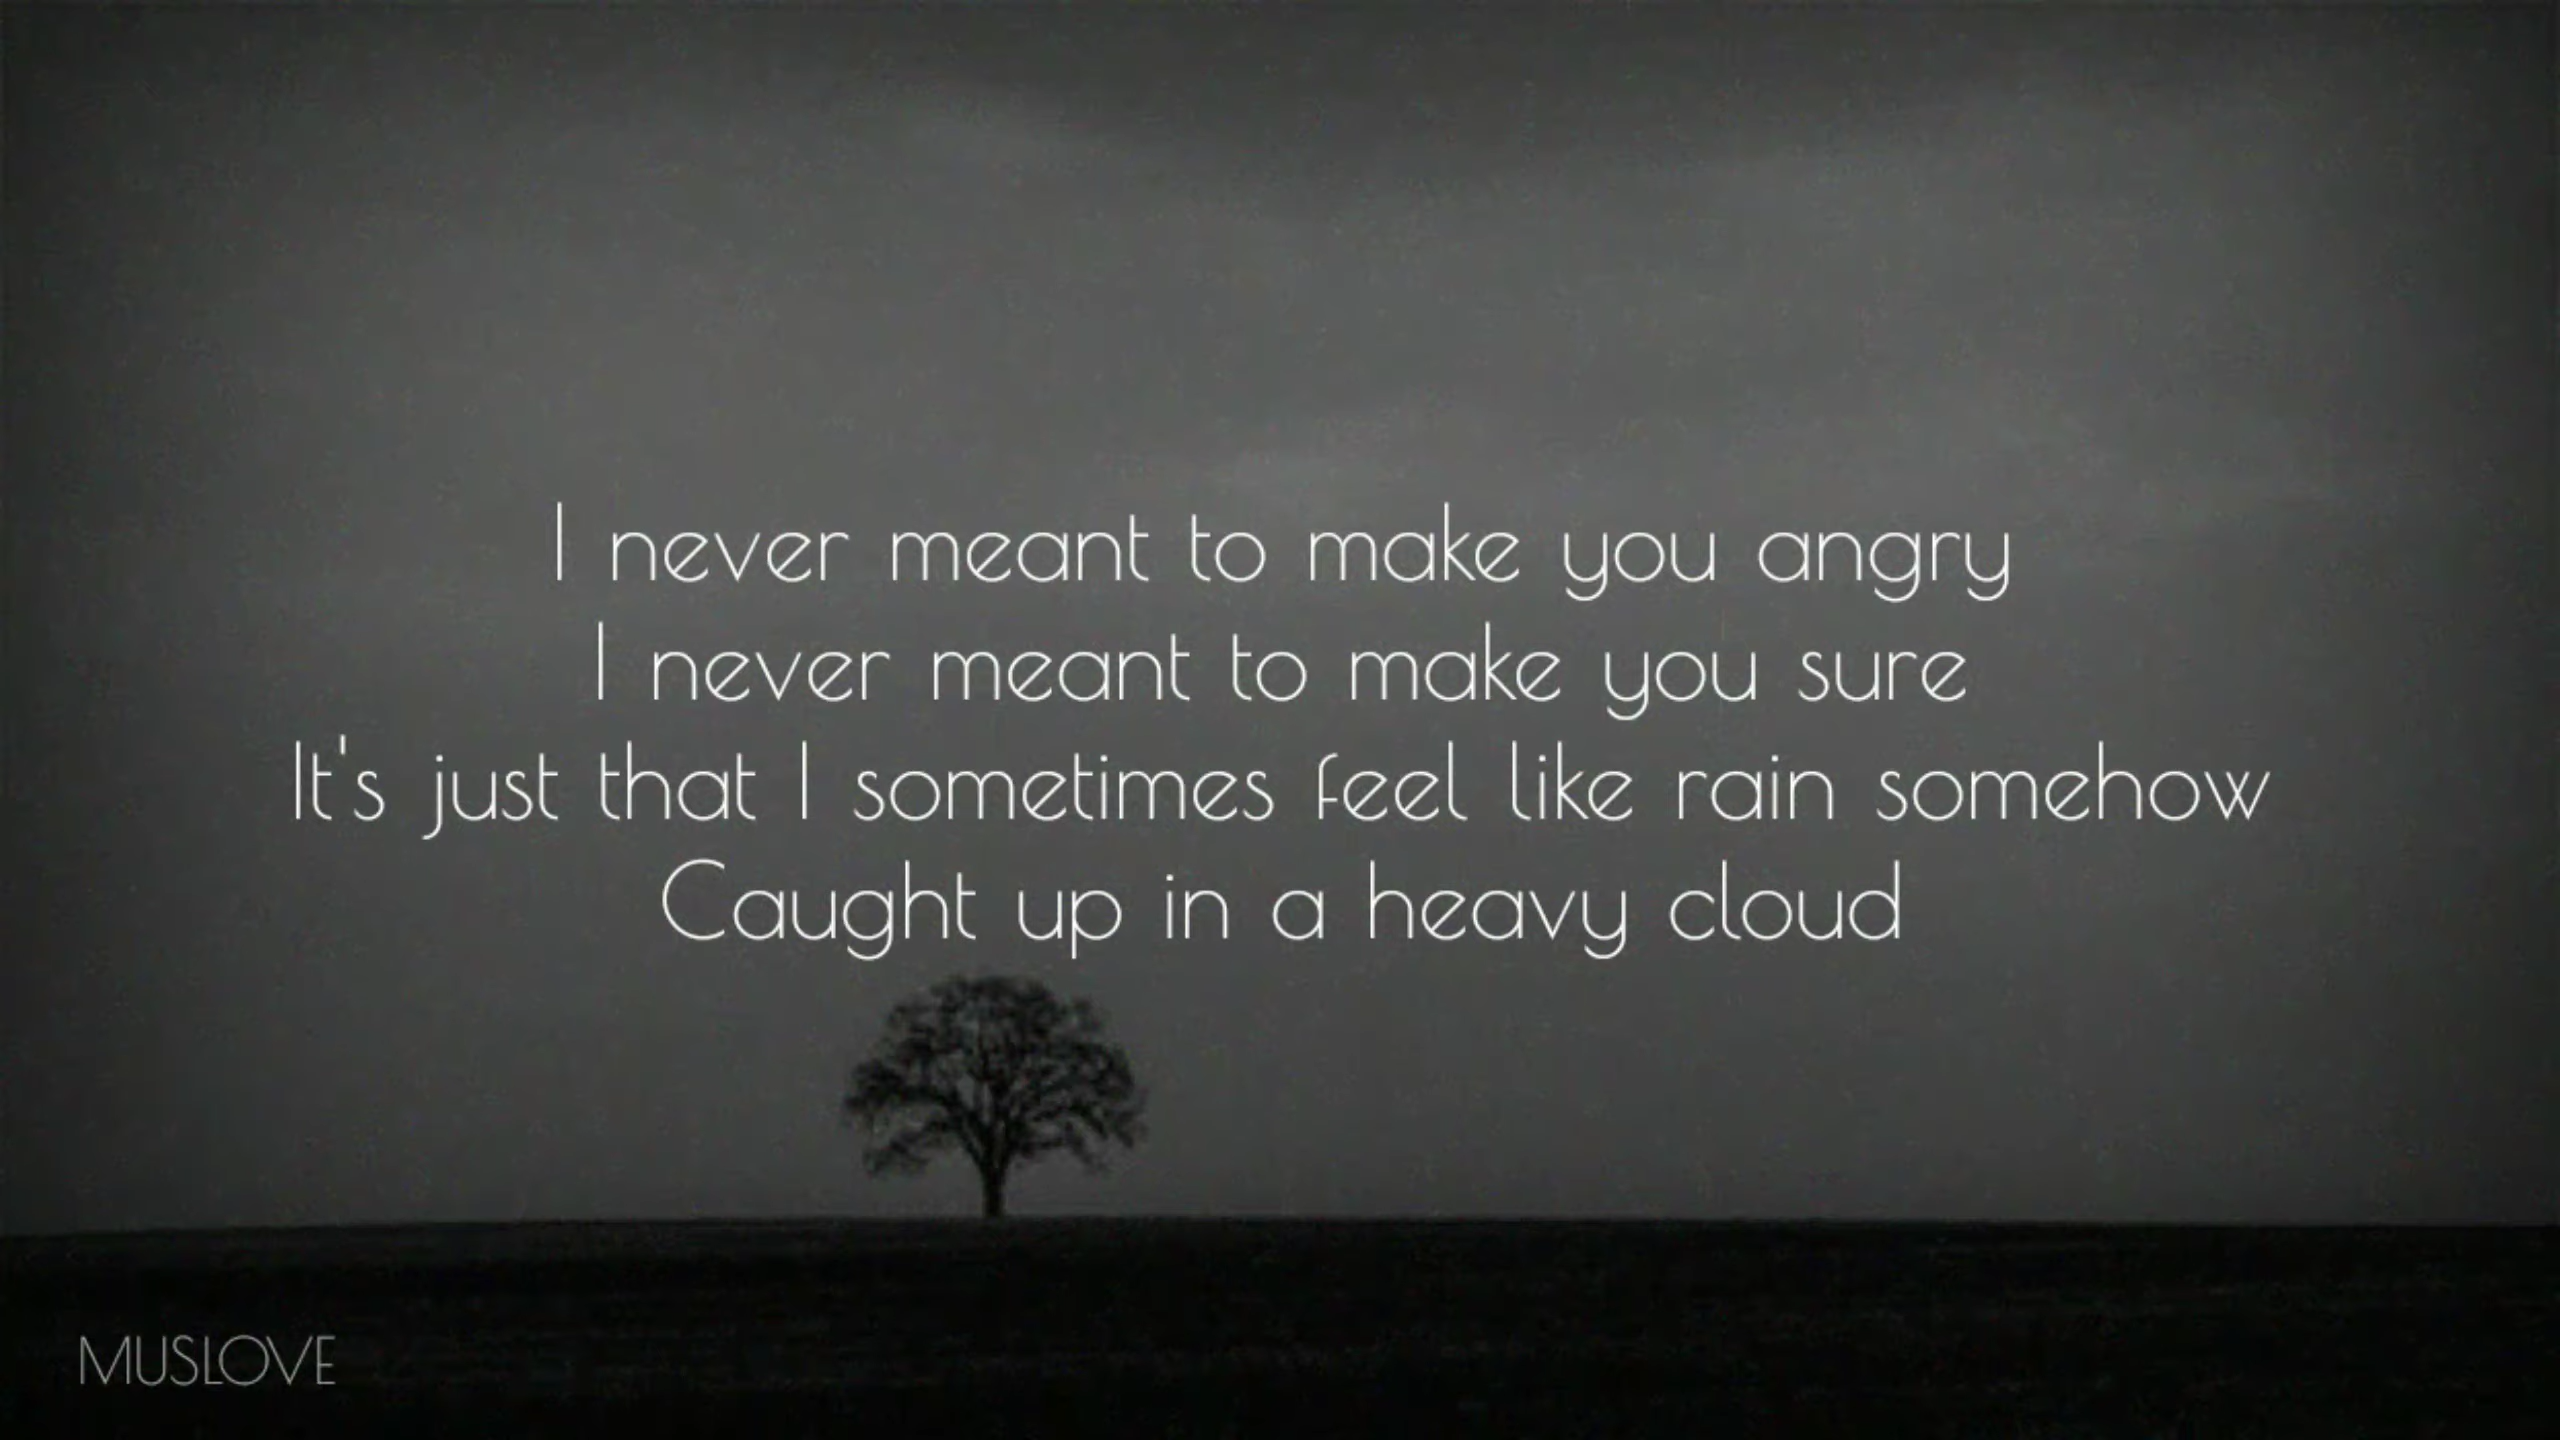 I never meant to make you angry
I never meant to make you sure
It's just that I sometimes feel like rain somehow
Caught up in a heavy cloud
MUSLOVE